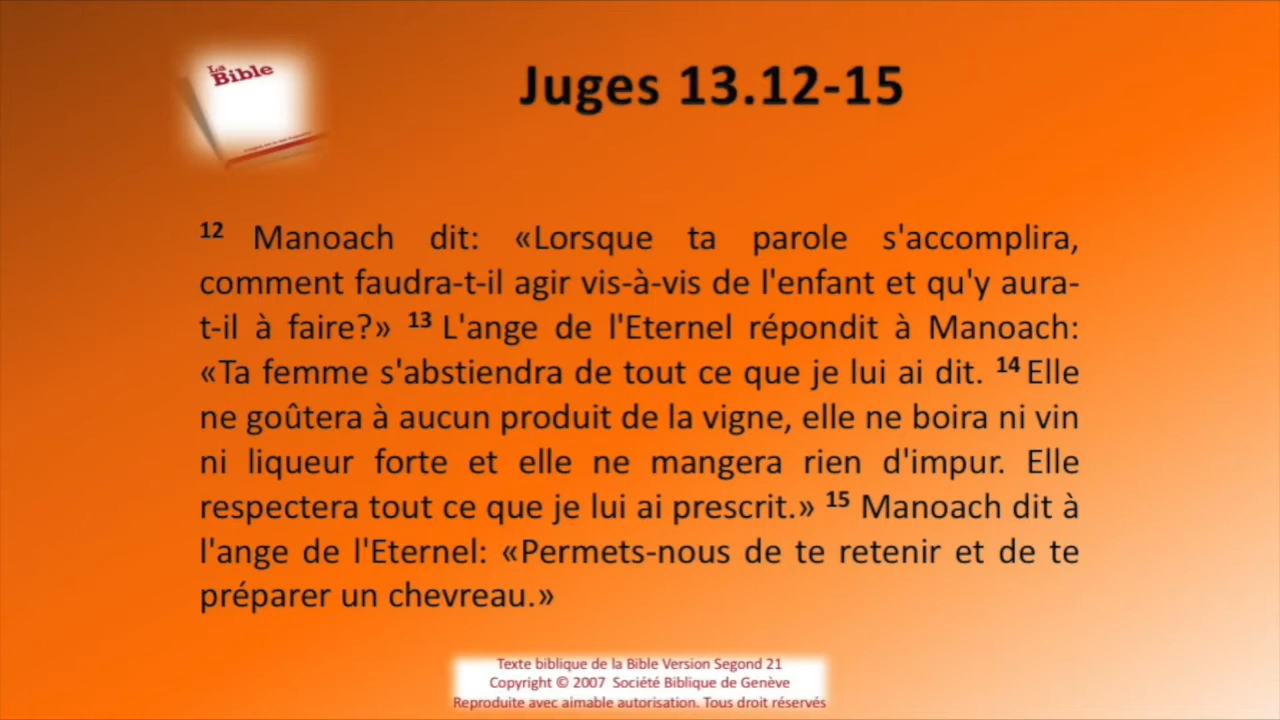 La
Bible
Juges 13.12-15
12 Manoach dit: «Lorsque ta parole s'accomplira,
comment faudra-t-il agir vis-à-vis de l'enfant et qu'y aura-
t-il à faire?» 13 L'ange de l'Eternel répondit à Manoach:
«Ta femme s'abstiendra de tout ce que je lui ai dit. 14 Elle
ne goûtera à aucun produit de la vigne, elle ne boira ni vin
ni liqueur forte et elle ne mangera rien d'impur. Elle
respectera tout ce que je lui ai prescrit.» 15 Manoach dit à
l'ange de l'Eternel: «Permets-nous de te retenir et de te
préparer un chevreau.»
Texte biblique de la Bible Version Segond 21
Copyright © 2007 Société Biblique de Genève
Reproduite avec aimable autorisation. Tous droit réservés